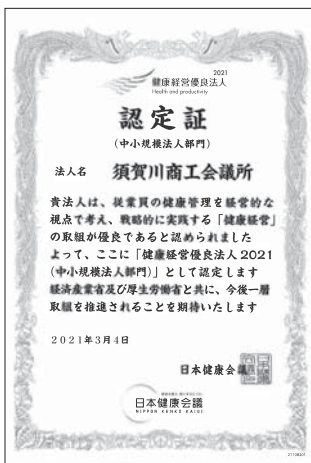 2021
健康経営優良法人
Health and productivity
認定証
(中小規模法人部門)
法人名 須賀川商工会議所
貴法人は、従業員の健康管理を経営的な
視点で考え、戦略的に実践する「健康経営」
の取組が優良であると認められました
よって、ここに「健康経営優良法人2021
(中小規模法人部門)」として認定します
経済産業省及び厚生労働省と共に、今後一層
取組を推進されることを期待いたします
2021年3月4日
日本健康会議
日本健康会議
NIPPON KENKO KAIGI